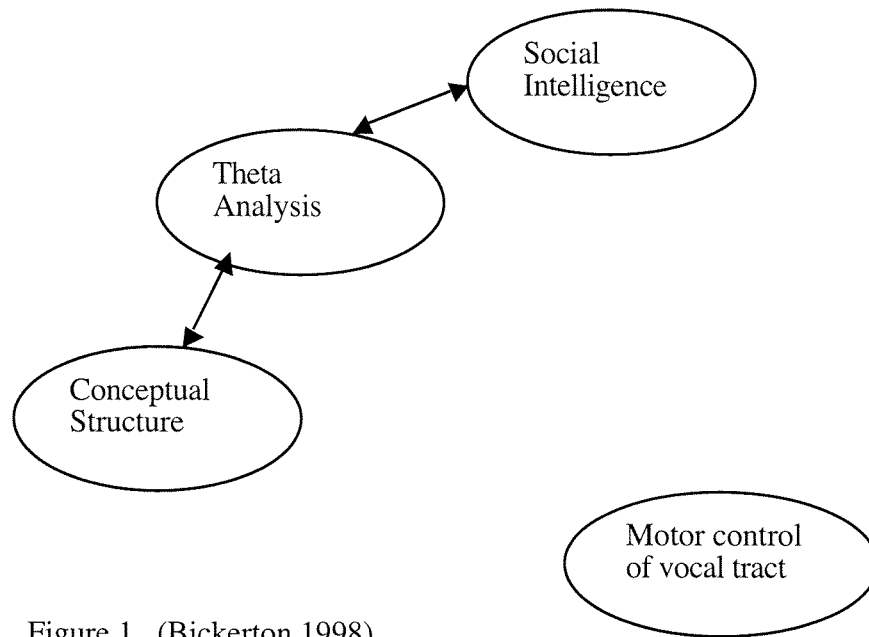 Social
Intelligence
Theta
Analysis
Conceptual
Structure
Motor control
of vocal tract
Figure 1 (Bickerton 1998)